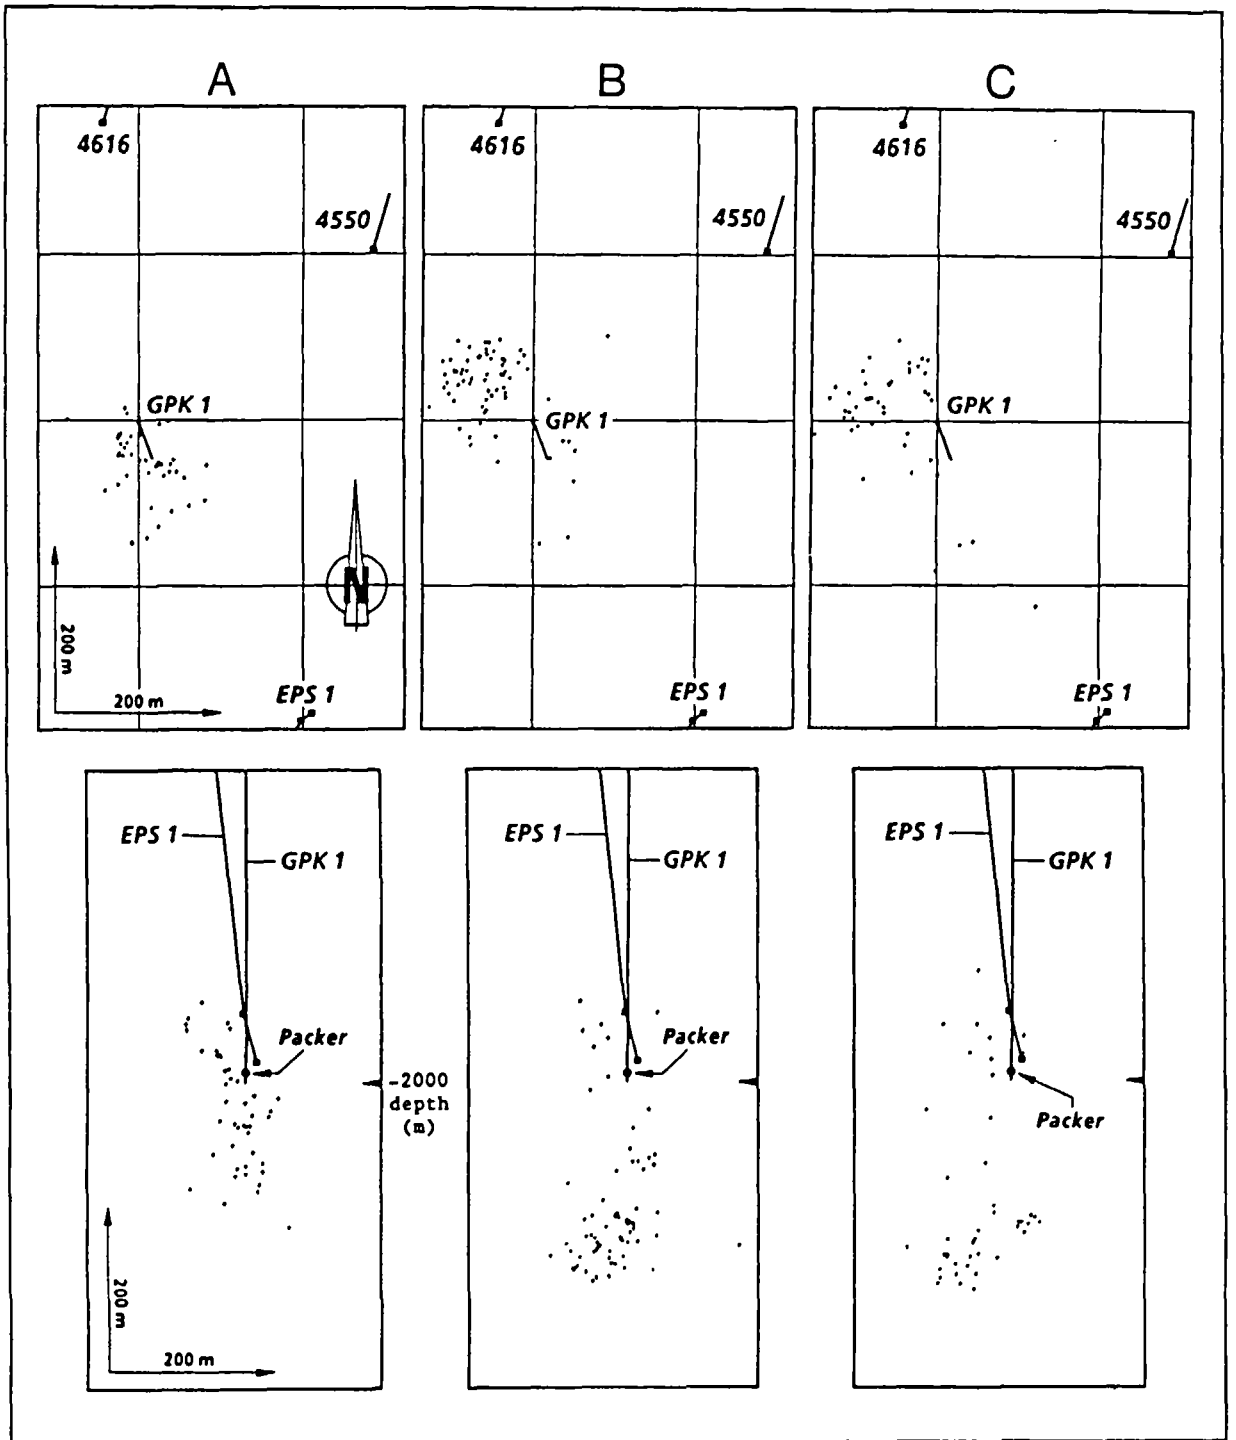 A
B
C
4616
4616
4616
4550
4550
4550
GPK 1
GPK 1
GPK 1
N
200 m
200 m
EPS 1
EPS 1
EPS 1
EPS 1
GPK 1
EPS 1
GPK 1
EPS 1
GPK 1
Packer
Packer
Packer
-2000
depth
(m)
200 m
200 m